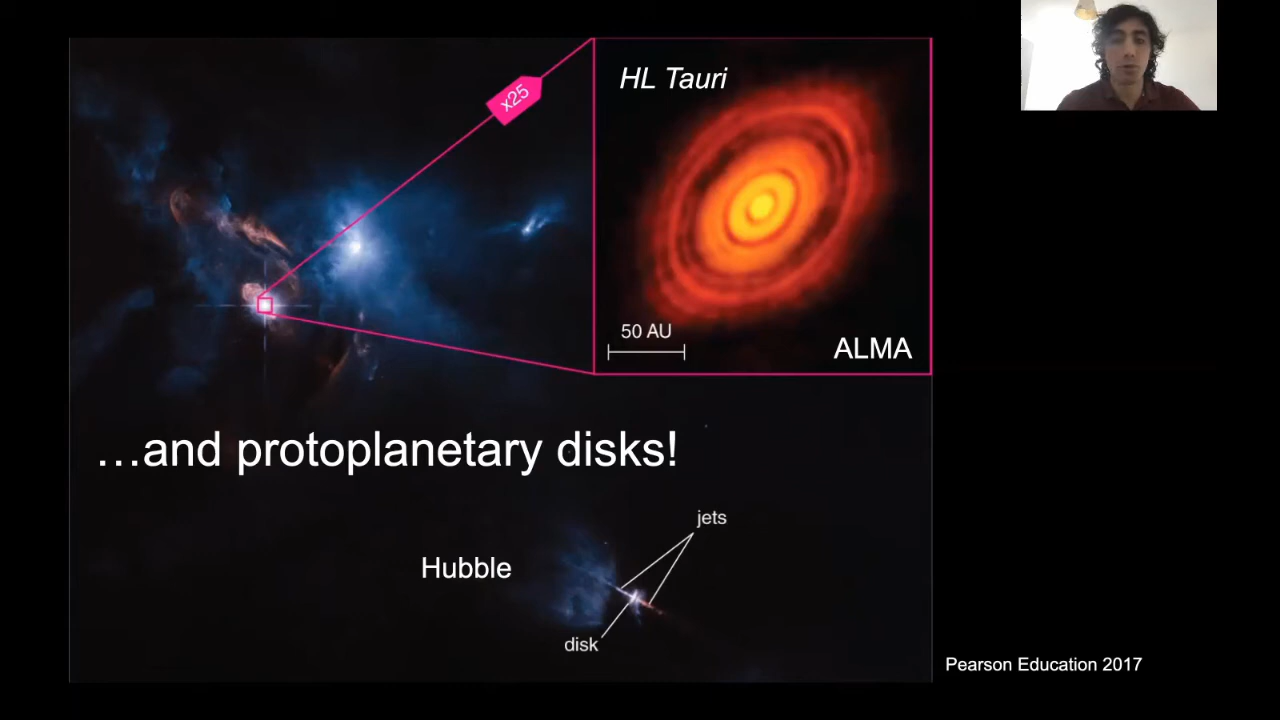 x25
HL Tauri
50 AU
ALMA
…and protoplanetary disks!
jets
Hubble
disk
Pearson Education 2017